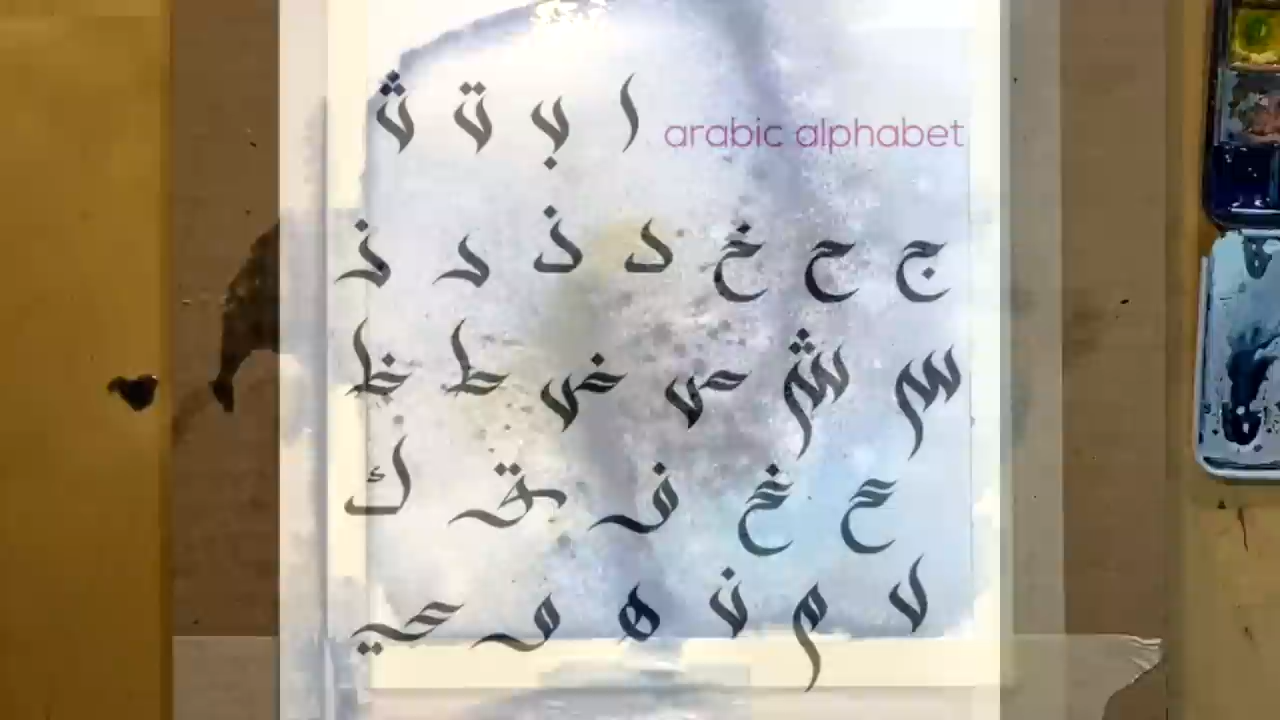 arabic alphabet ا ب ت ث
ج ح خ د ذ ر ز
س ش ص ض ط ظ
ع غ ف ق ك
ل م ن ه و ي